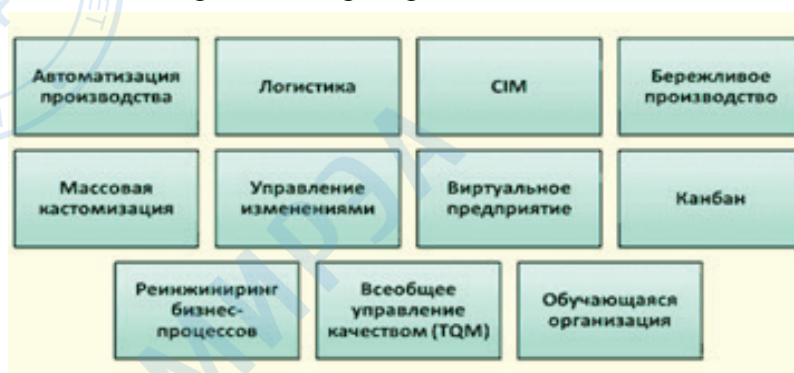 Автоматизация
производства
Логистика
CIM
Бережливое
производство
Массовая
кастомизация
Управление
изменениями
Виртуальное
предприятие
Канбан
Реинжиниринг
бизнес-
процессов
Всеобщее
управление
качеством (TQM)
Обучающаяся
организация
МИРЭА